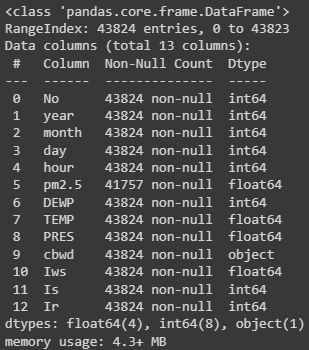 <class 'pandas.core.frame.DataFrame'>
RangeIndex: 43824 entries, 0 to 43823
Data columns (total 13 columns):
 #   Column  Non-Null Count  Dtype
---  ------  --------------  -----
 0   No      43824 non-null  int64
 1   year    43824 non-null  int64
 2   month   43824 non-null  int64
 3   day     43824 non-null  int64
 4   hour    43824 non-null  int64
 5   pm2.5   41757 non-null  float64
 6   DEWP    43824 non-null  int64
 7   TEMP    43824 non-null  float64
 8   PRES    43824 non-null  float64
 9   cbwd    43824 non-null  object
 10  Iws     43824 non-null  float64
 11  Is      43824 non-null  int64
 12  Ir      43824 non-null  int64
dtypes: float64(4), int64(8), object(1)
memory usage: 4.3+ MB